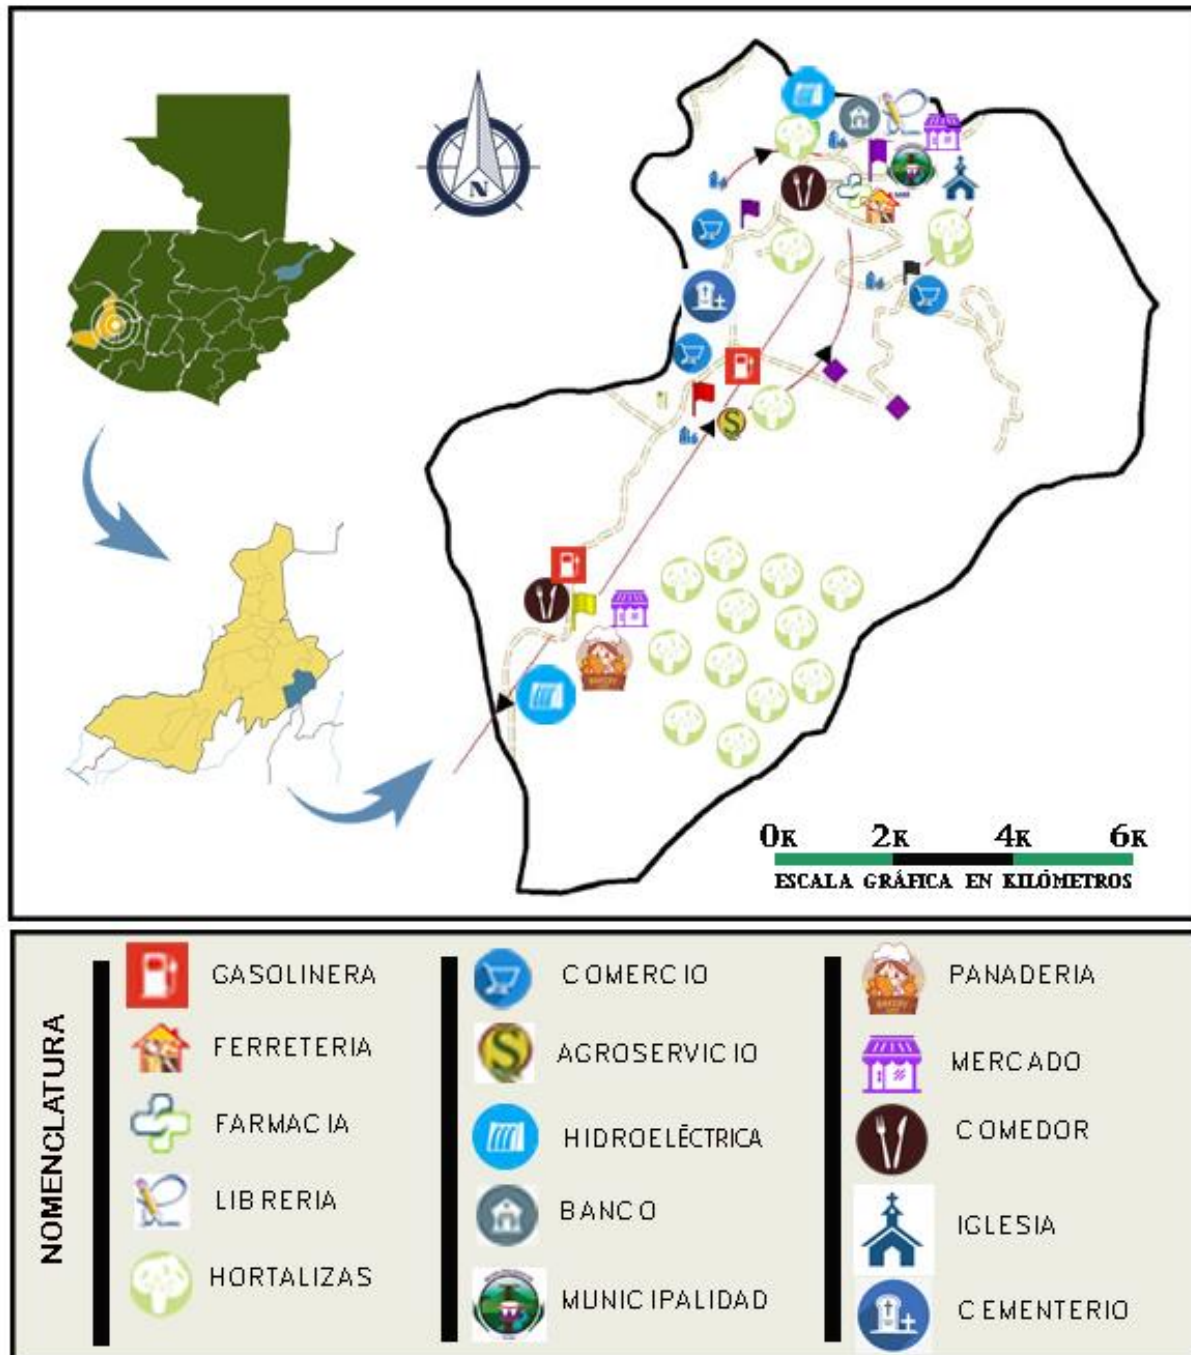 N
0K 2K 4K 6K
ESCALA GRÁFICA EN KILÓMETROS
NOMENCLATURA
GASOLINERA
FERRETERIA
FARMACIA
LIBRERIA
HORTALIZAS
COMERCIO
AGROSERVICIO
HIDROELÉCTRICA
BANCO
MUNICIPALIDAD
PANADERIA
MERCADO
COMEDOR
IGLESIA
CEMENTERIO